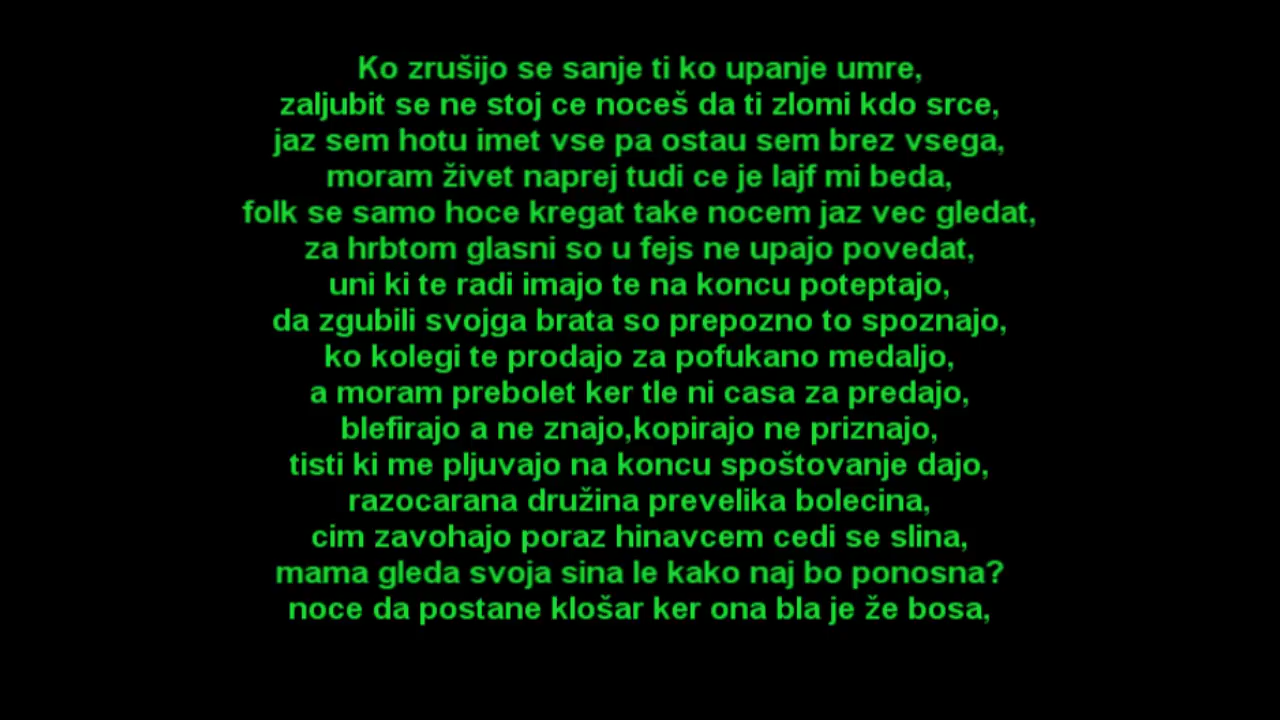 Ko zrušijo se sanje ti ko upanje umre,
zaljubit se ne stoj ce noceš da ti zlomi kdo srce,
jaz sem hotu imet vse pa ostau sem brez vsega,
moram živet naprej tudi ce je lajf mi beda,
folk se samo hoce kregat take nocem jaz vec gledat,
za hrbtom glasni so u fejs ne upajo povedat,
uni ki te radi imajo te na koncu poteptajo,
da zgubili svojga brata so prepozno to spoznajo,
ko kolegi te prodajo za pofukano medaljo,
a moram prebolet ker tle ni casa za predajo,
blefirajo a ne znajo,kopirajo ne priznajo,
tisti ki me pljuvajo na koncu spoštovanje dajo,
razocarana družina prevelika bolecina,
cim zavohajo poraz hinavcem cedi se slina,
mama gleda svoja sina le kako naj bo ponosna?
noce da postane klošar ker ona bla je že bosa,